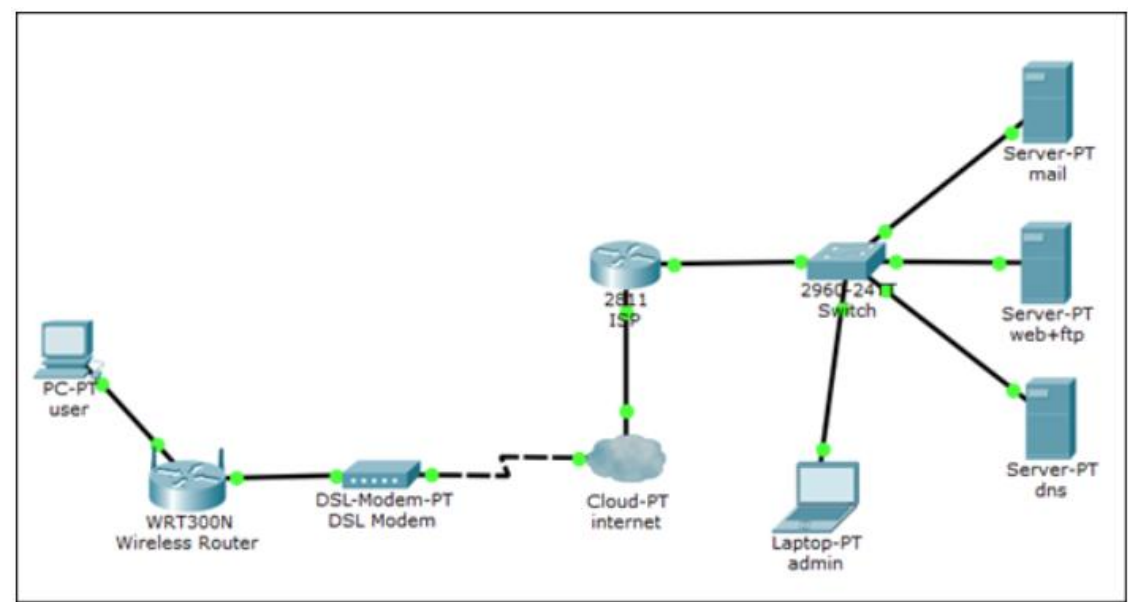 Server-PT
mail
2811
ISP
2960-24TT
Switch
Server-PT
web+ftp
PC-PT
user
Server-PT
dns
DSL-Modem-PT
DSL Modem
Cloud-PT
internet
WRT300N
Wireless Router
Laptop-PT
admin